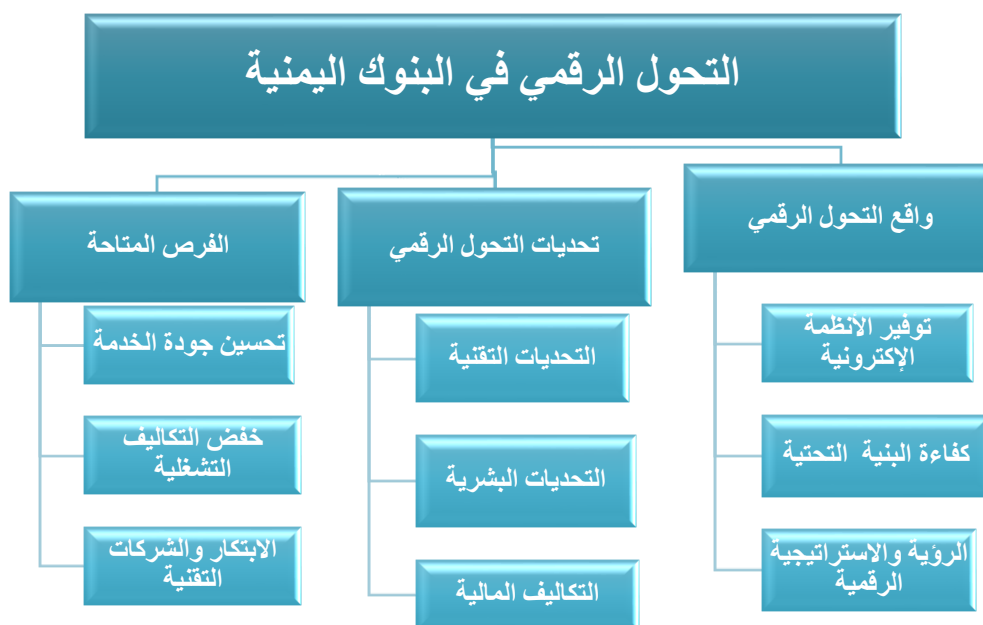 التحول الرقمي في البنوك اليمنية
واقع التحول الرقمي
توفير الأنظمة
الإكترونية
كفاءة البنية التحتية
الرؤية والاستراتيجية
الرقمية
تحديات التحول الرقمي
التحديات التقنية
التحديات البشرية
التكاليف المالية
الفرص المتاحة
تحسين جودة الخدمة
خفض التكاليف
التشغلية
الابتكار والشركات
التقنية